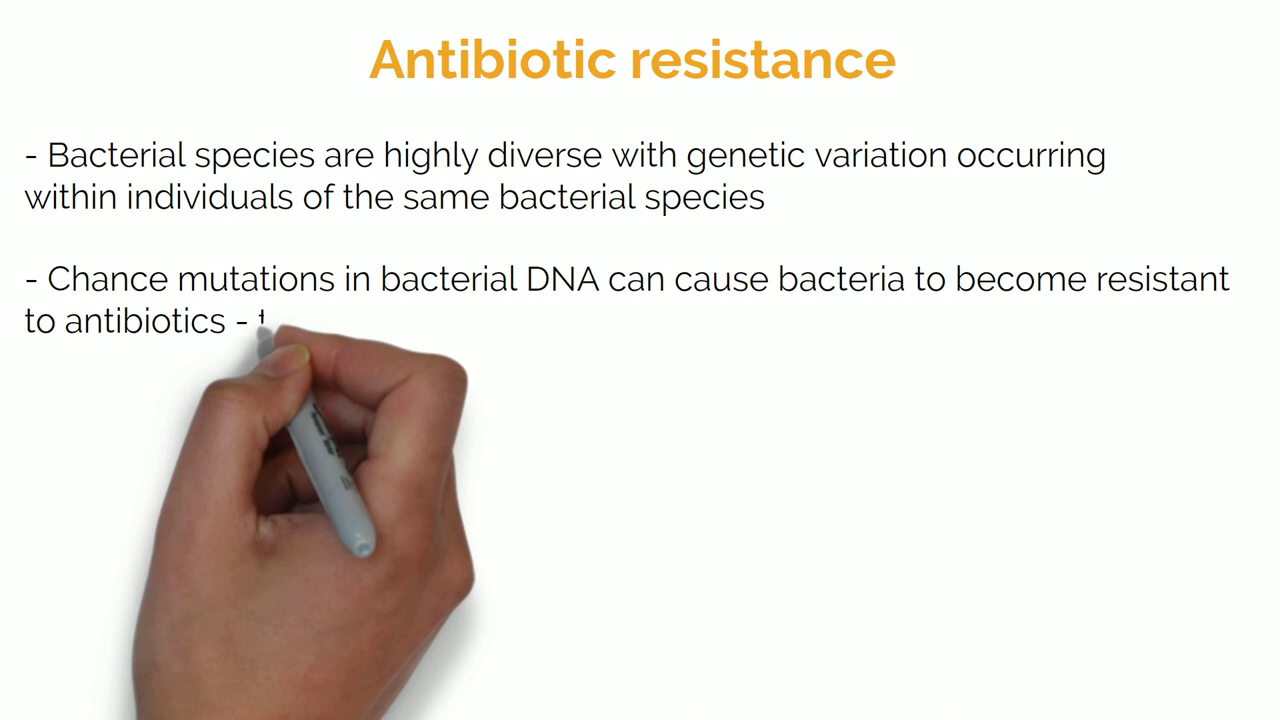 Antibiotic resistance
- Bacterial species are highly diverse with genetic variation occurring
within individuals of the same bacterial species
- Chance mutations in bacterial DNA can cause bacteria to become resistant
to antibiotics -